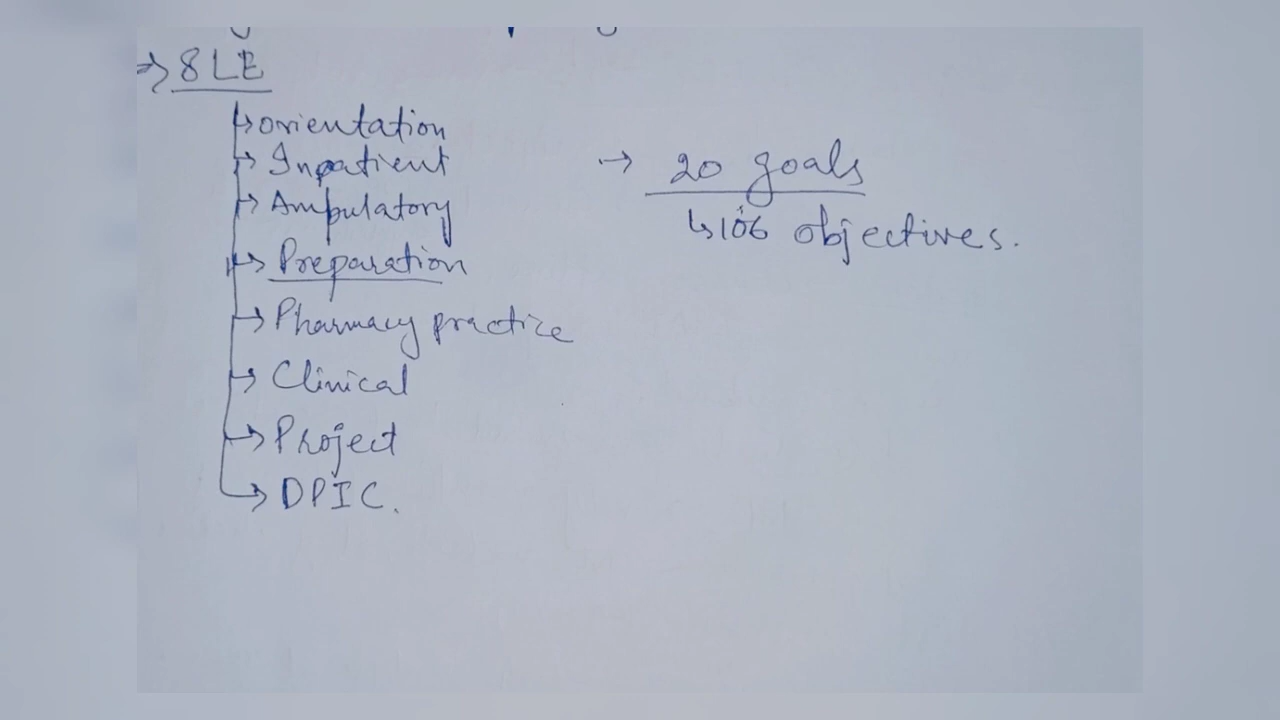 → 8 LE
→ orientation
→ Inpatient
→ Ambulatory
→ Preparation
→ Pharmacy practice
→ Clinical
→ Project
→ DPIC.
→ 20 goals
↳ 106 objectives.